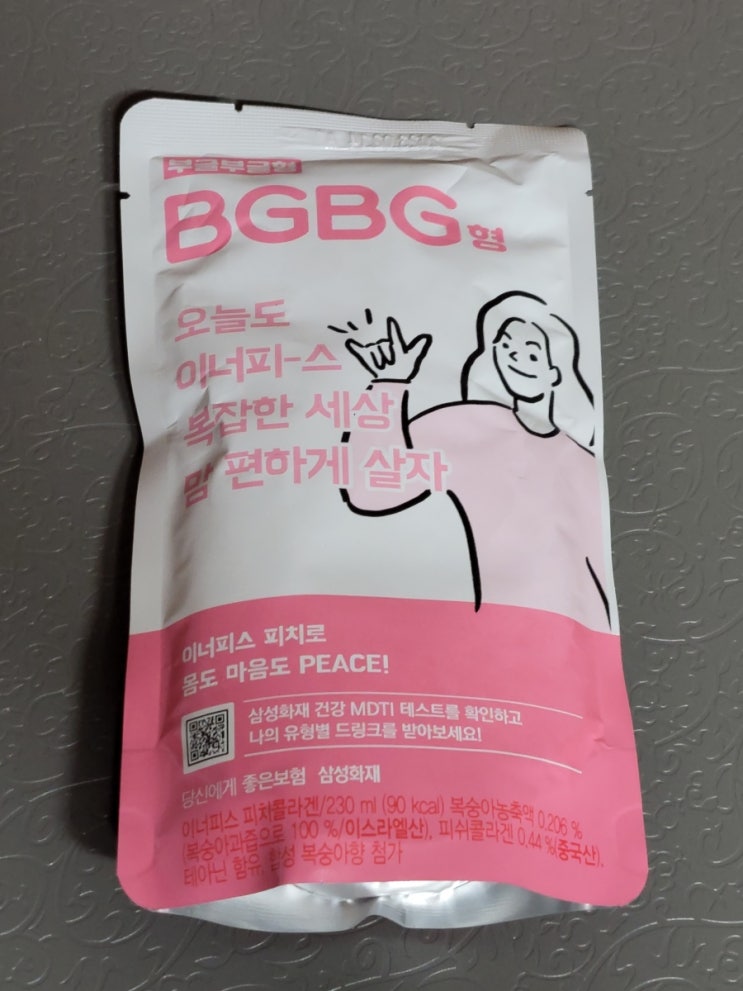 부글부글형
BGBG형
오늘도
이너피-스
복잡한 세상
맘 편하게 살자
이너피스 피치로
몸도 마음도 PEACE!
삼성화재 건강 MDTI 테스트를 확인하고
나의 유형별 드링크를 받아보세요!
당신에게 좋은보험 삼성화재
이너피스 피치콜라겐/230 ml (90 kcal) 복숭아농축액 0.206 %
(복숭아과즙으로 100 %/이스라엘산), 피쉬콜라겐 0.44 %(중국산),
테아닌 함유, 합성 복숭아향 첨가